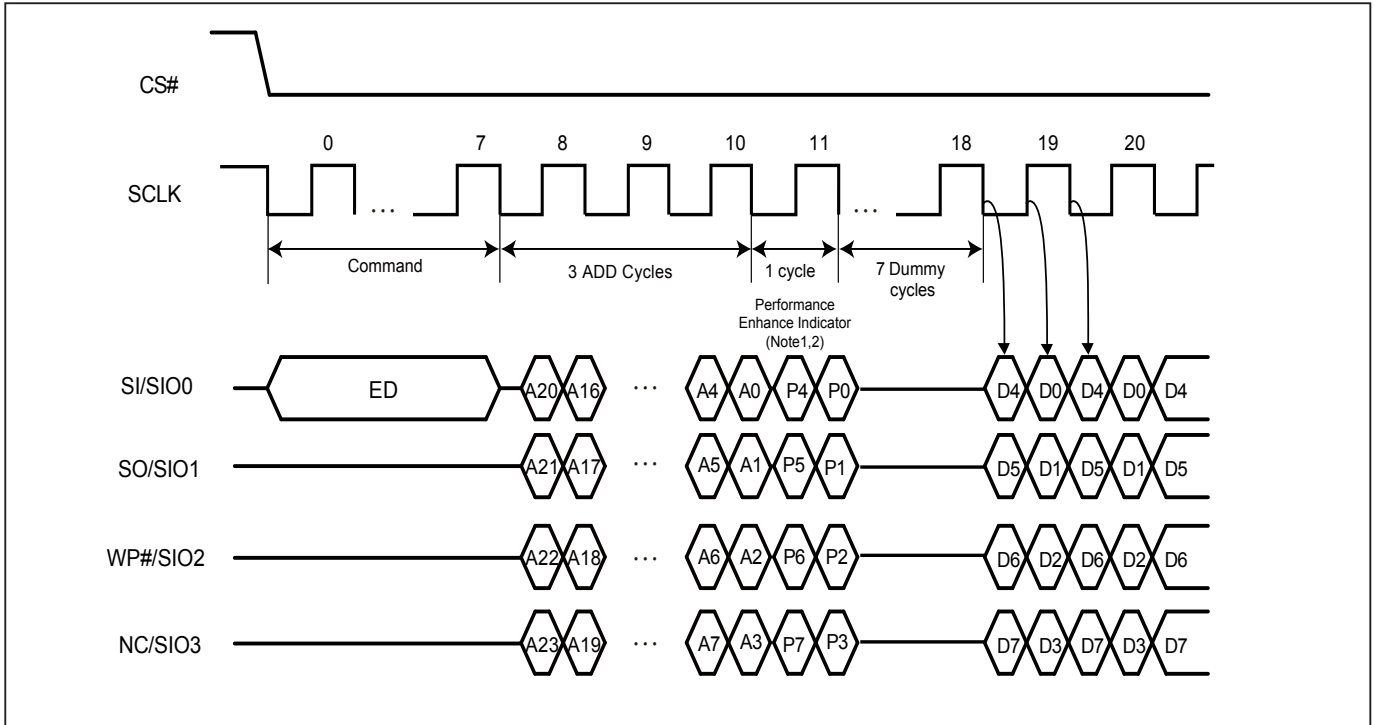 CS#
0 7 8 9 10 11 18 19 20
SCLK
... ...
Command
3 ADD Cycles
1 cycle
7 Dummy
cycles
Performance
Enhance Indicator
(Note1,2)
SI/SIO0 ED A20 A16 ... A4 A0 P4 P0 D4 D0 D4 D0 D4
SO/SIO1 A21 A17 ... A5 A1 P5 P1 D5 D1 D5 D1 D5
WP#/SIO2 A22 A18 ... A6 A2 P6 P2 D6 D2 D6 D2 D6
NC/SIO3 A23 A19 ... A7 A3 P7 P3 D7 D3 D7 D3 D7